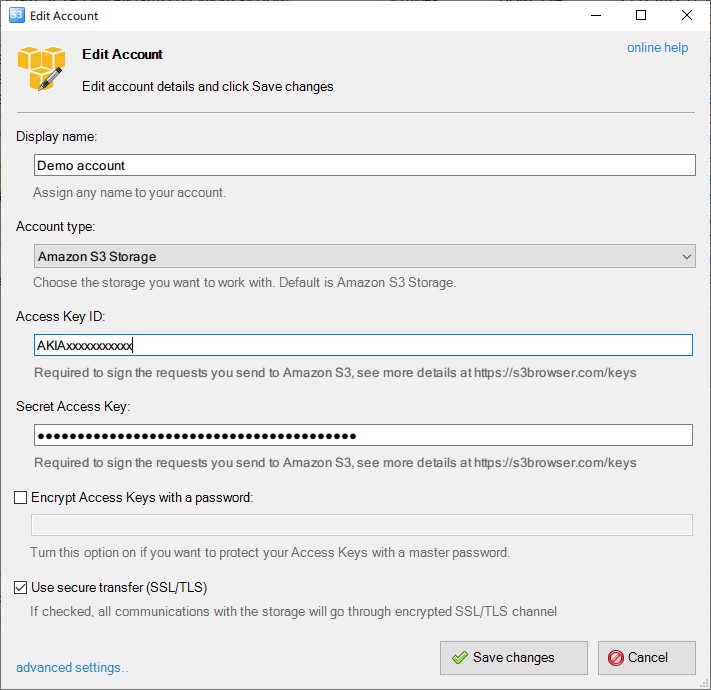 S3 Edit Account
Edit Account
online help
Edit account details and click Save changes
Display name:
Demo account
Assign any name to your account.
Account type:
Amazon S3 Storage
Choose the storage you want to work with. Default is Amazon S3 Storage.
Access Key ID:
AKIAxxxxxxxxxxx
Required to sign the requests you send to Amazon S3, see more details at https://s3browser.com/keys
Secret Access Key:
●●●●●●●●●●●●●●●●●●●●●●●●●●●●●●●●●●●●●●●●
Required to sign the requests you send to Amazon S3, see more details at https://s3browser.com/keys
Encrypt Access Keys with a password:
Turn this option on if you want to protect your Access Keys with a master password.
Use secure transfer (SSL/TLS)
If checked, all communications with the storage will go through encrypted SSL/TLS channel
advanced settings..
Save changes
Cancel